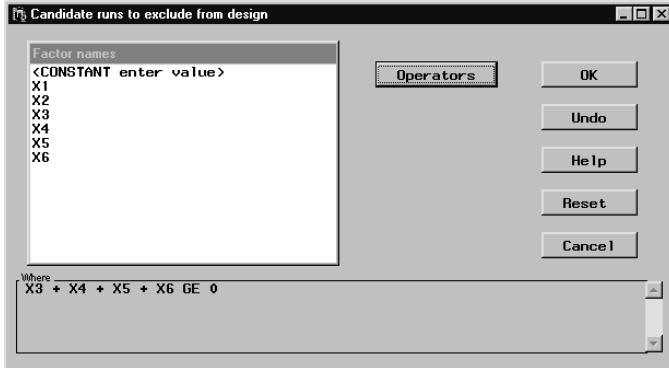 Candidate runs to exclude from design
Factor names
<CONSTANT enter value>
X1
X2
X3
X4
X5
X6
Operators
OK
Undo
Help
Reset
Cancel
Where
X3 + X4 + X5 + X6 GE 0